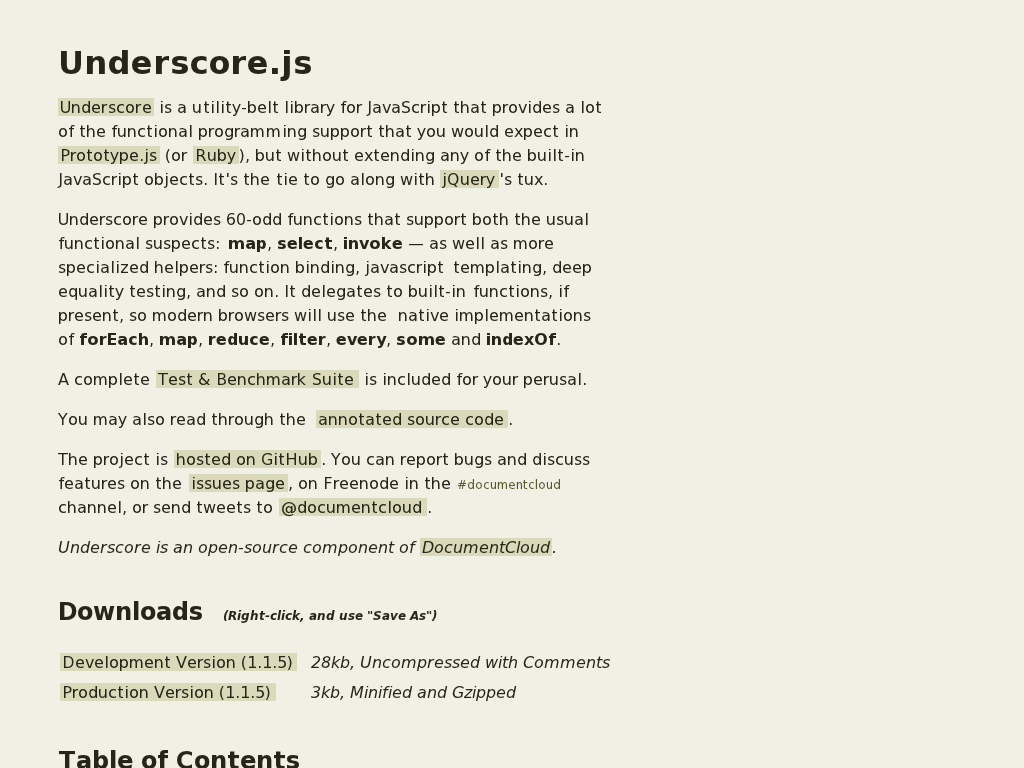 Underscore.js
Underscore is a utility-belt library for JavaScript that provides a lot
of the functional programming support that you would expect in
Prototype.js (or Ruby), but without extending any of the built-in
JavaScript objects. It's the tie to go along with jQuery's tux.
Underscore provides 60-odd functions that support both the usual
functional suspects: map, select, invoke — as well as more
specialized helpers: function binding, javascript templating, deep
equality testing, and so on. It delegates to built-in functions, if
present, so modern browsers will use the native implementations
of forEach, map, reduce, filter, every, some and indexOf.
A complete Test & Benchmark Suite is included for your perusal.
You may also read through the annotated source code.
The project is hosted on GitHub. You can report bugs and discuss
features on the issues page, on Freenode in the #documentcloud
channel, or send tweets to @documentcloud.
Underscore is an open-source component of DocumentCloud.
Downloads (Right-click, and use "Save As")
Development Version (1.1.5) 28kb, Uncompressed with Comments
Production Version (1.1.5) 3kb, Minified and Gzipped
Table of Contents